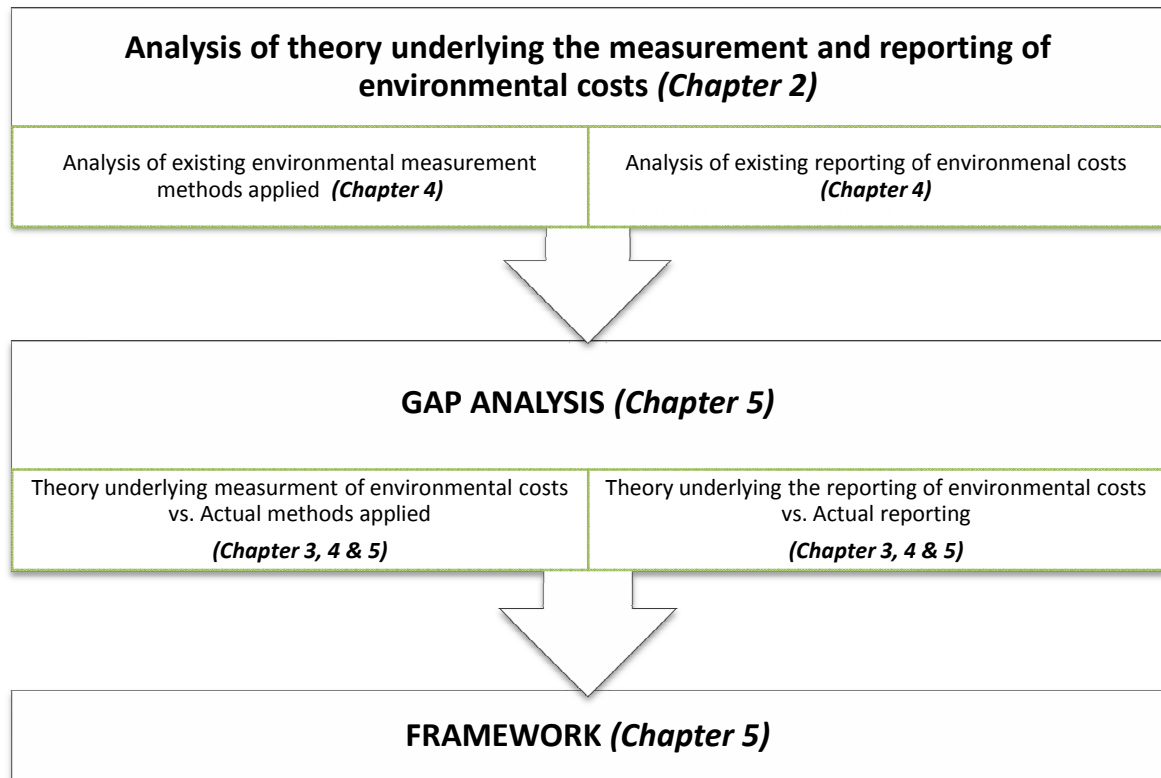 Analysis of theory underlying the measurement and reporting of
environmental costs (Chapter 2)
Analysis of existing environmental measurement
methods applied (Chapter 4)
Analysis of existing reporting of environmenal costs
(Chapter 4)
GAP ANALYSIS (Chapter 5)
Theory underlying measurment of environmental costs
vs. Actual methods applied
(Chapter 3, 4 & 5)
Theory underlying the reporting of environmental costs
vs. Actual reporting
(Chapter 3, 4 & 5)
FRAMEWORK (Chapter 5)